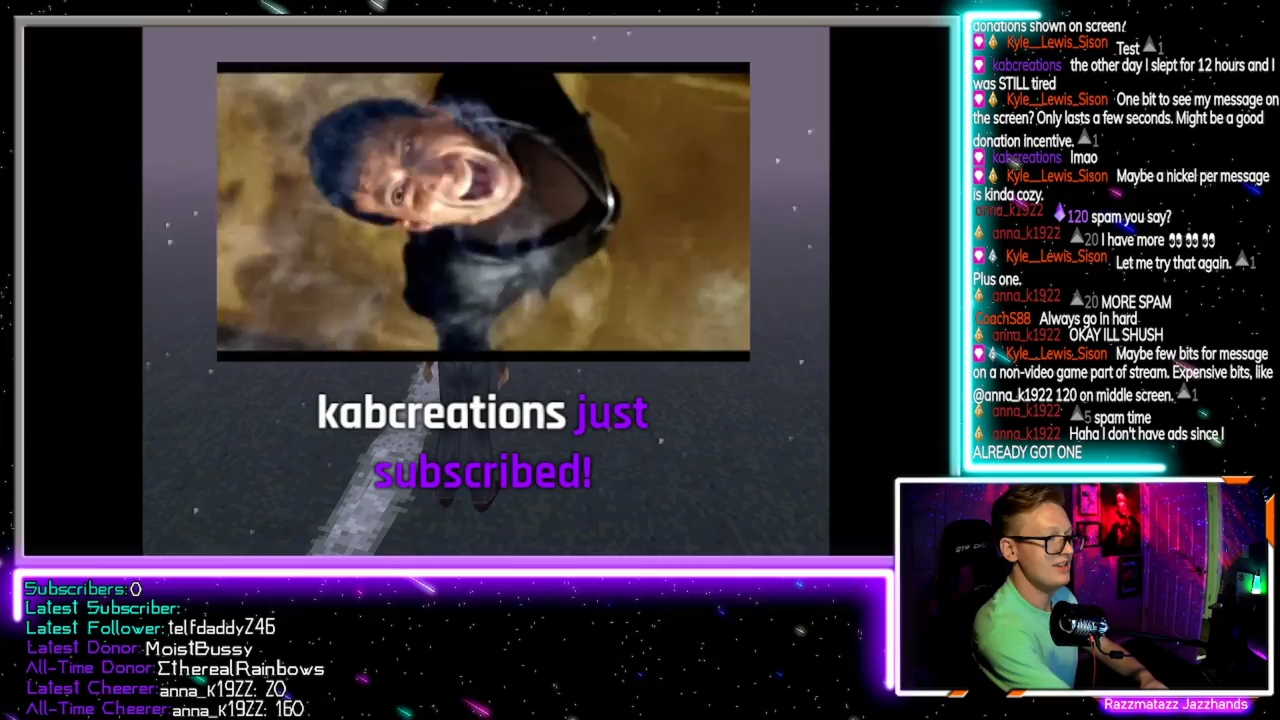 kabcreations just
subscribed!
donations shown on screen?
Kyle__Lewis_Sison Test 1
kabcreations the other day I slept for 12 hours and I
was STILL tired
Kyle__Lewis_Sison One bit to see my message on
the screen? Only lasts a few seconds. Might be a good
donation incentive. 1
kabcreations lmao
Kyle__Lewis_Sison Maybe a nickel per message
is kinda cozy.
anna_k1922 120 spam you say?
anna_k1922 20 I have more 👀 👀 👀
Kyle__Lewis_Sison Let me try that again. 1
Plus one.
anna_k1922 20 MORE SPAM
CoachS88 Always go in hard
anna_k1922 OKAY ILL SHUSH
Kyle__Lewis_Sison Maybe few bits for message
on a non-video game part of stream. Expensive bits, like
@anna_k1922 120 on middle screen. 1
anna_k1922 5 spam time
anna_k1922 Haha I don't have ads since I
ALREADY GOT ONE
Subscribers: 0
Latest Subscriber:
Latest Follower: telfdaddy246
Latest Donor: MoistBussy
All-Time Donor: EtherealRainbows
Latest Cheerer: anna_k1922: 20
All-Time Cheerer: anna_k1922: 160
Razzmatazz Jazzhands